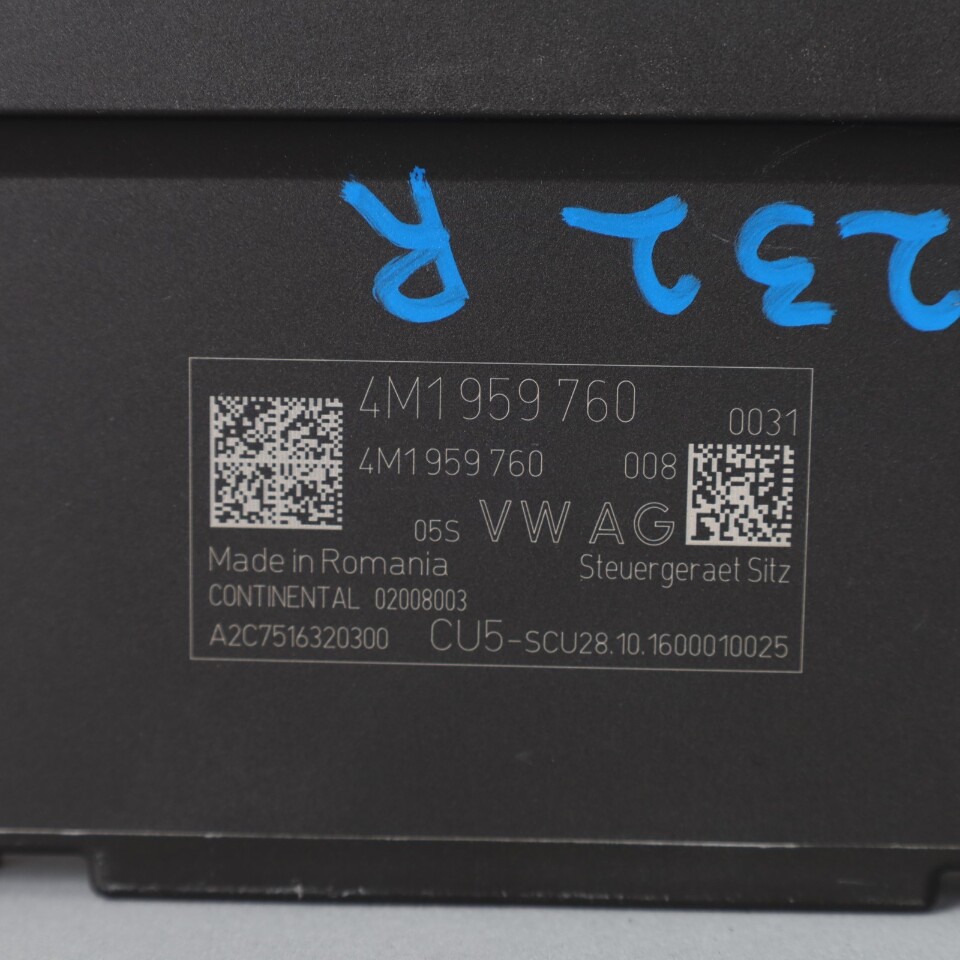 232 R
4M1 959 760
0031
4M1 959 760 008
05S VW AG
Made in Romania Steuergeraet Sitz
CONTINENTAL 02008003
A2C7516320300 CU5-SCU28.10.1600010025